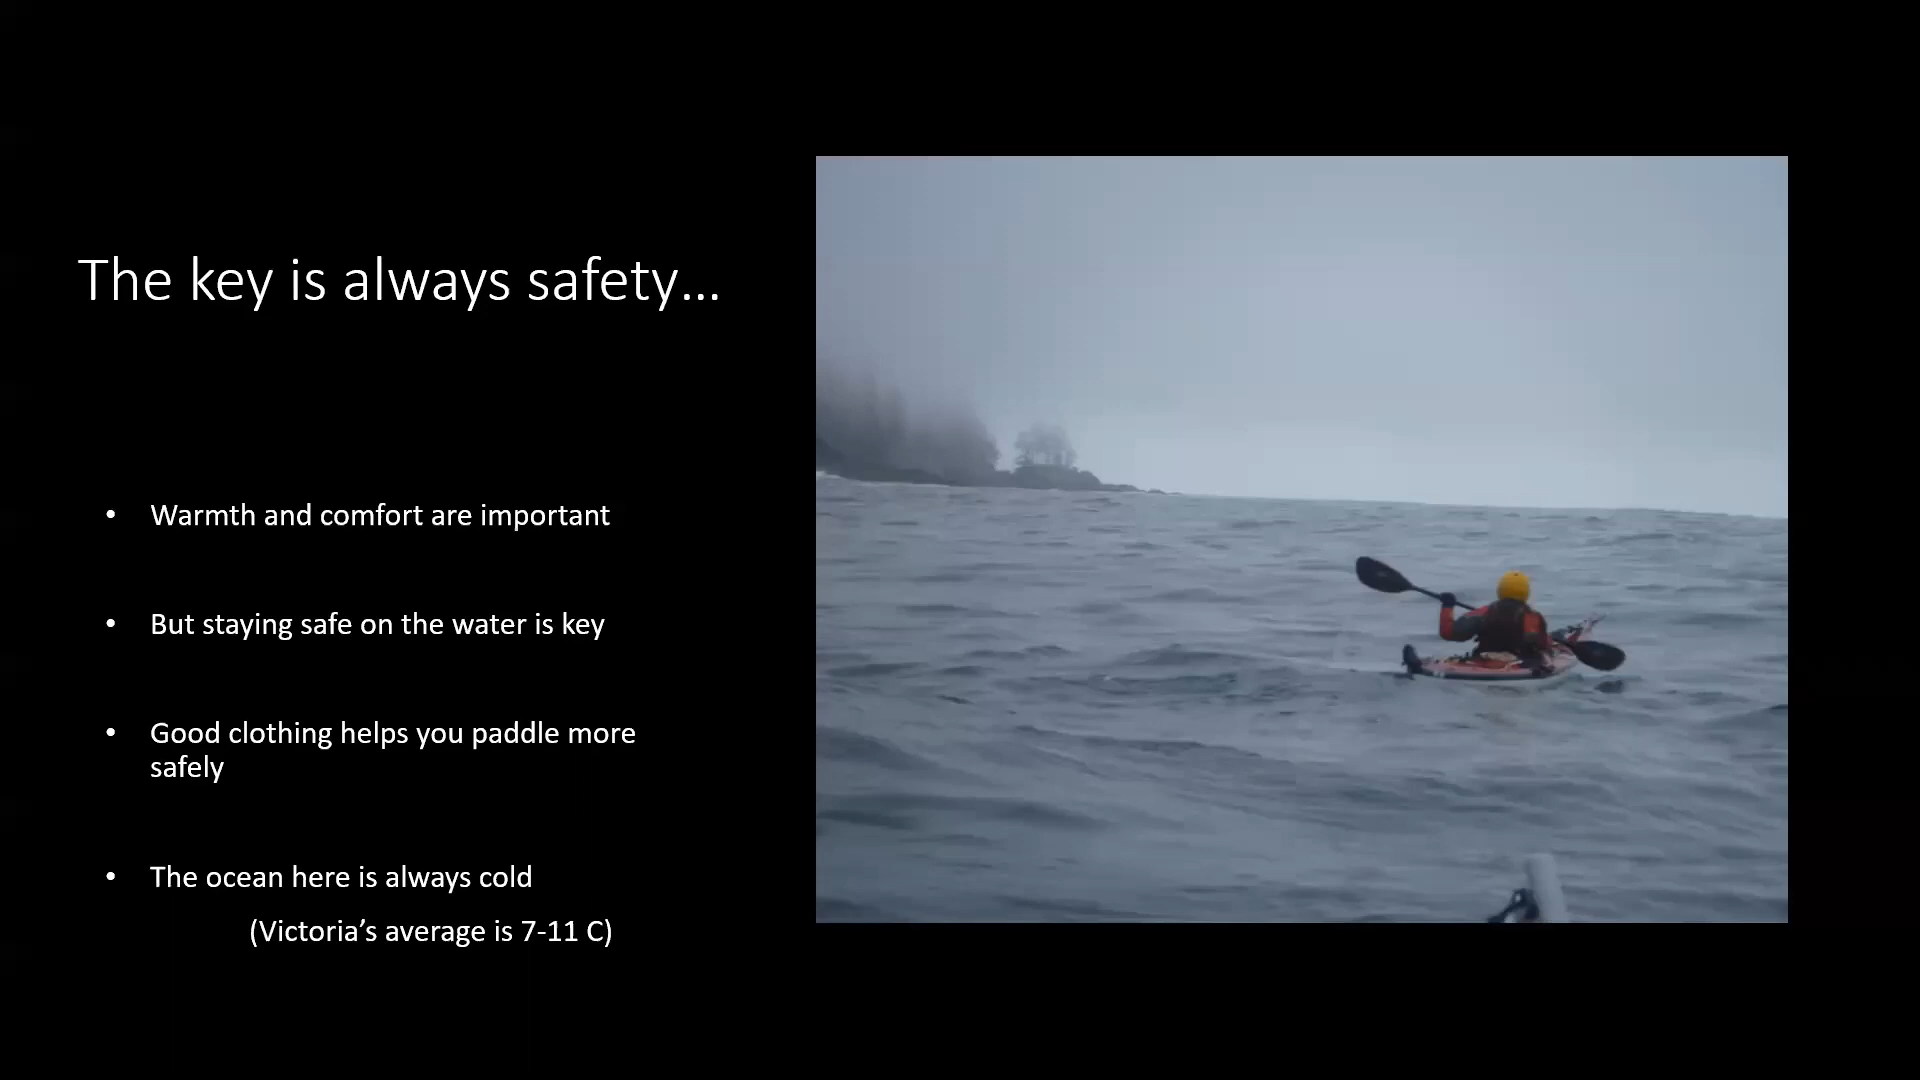 The key is always safety...
• Warmth and comfort are important
• But staying safe on the water is key
• Good clothing helps you paddle more
safely
• The ocean here is always cold
(Victoria’s average is 7-11 C)